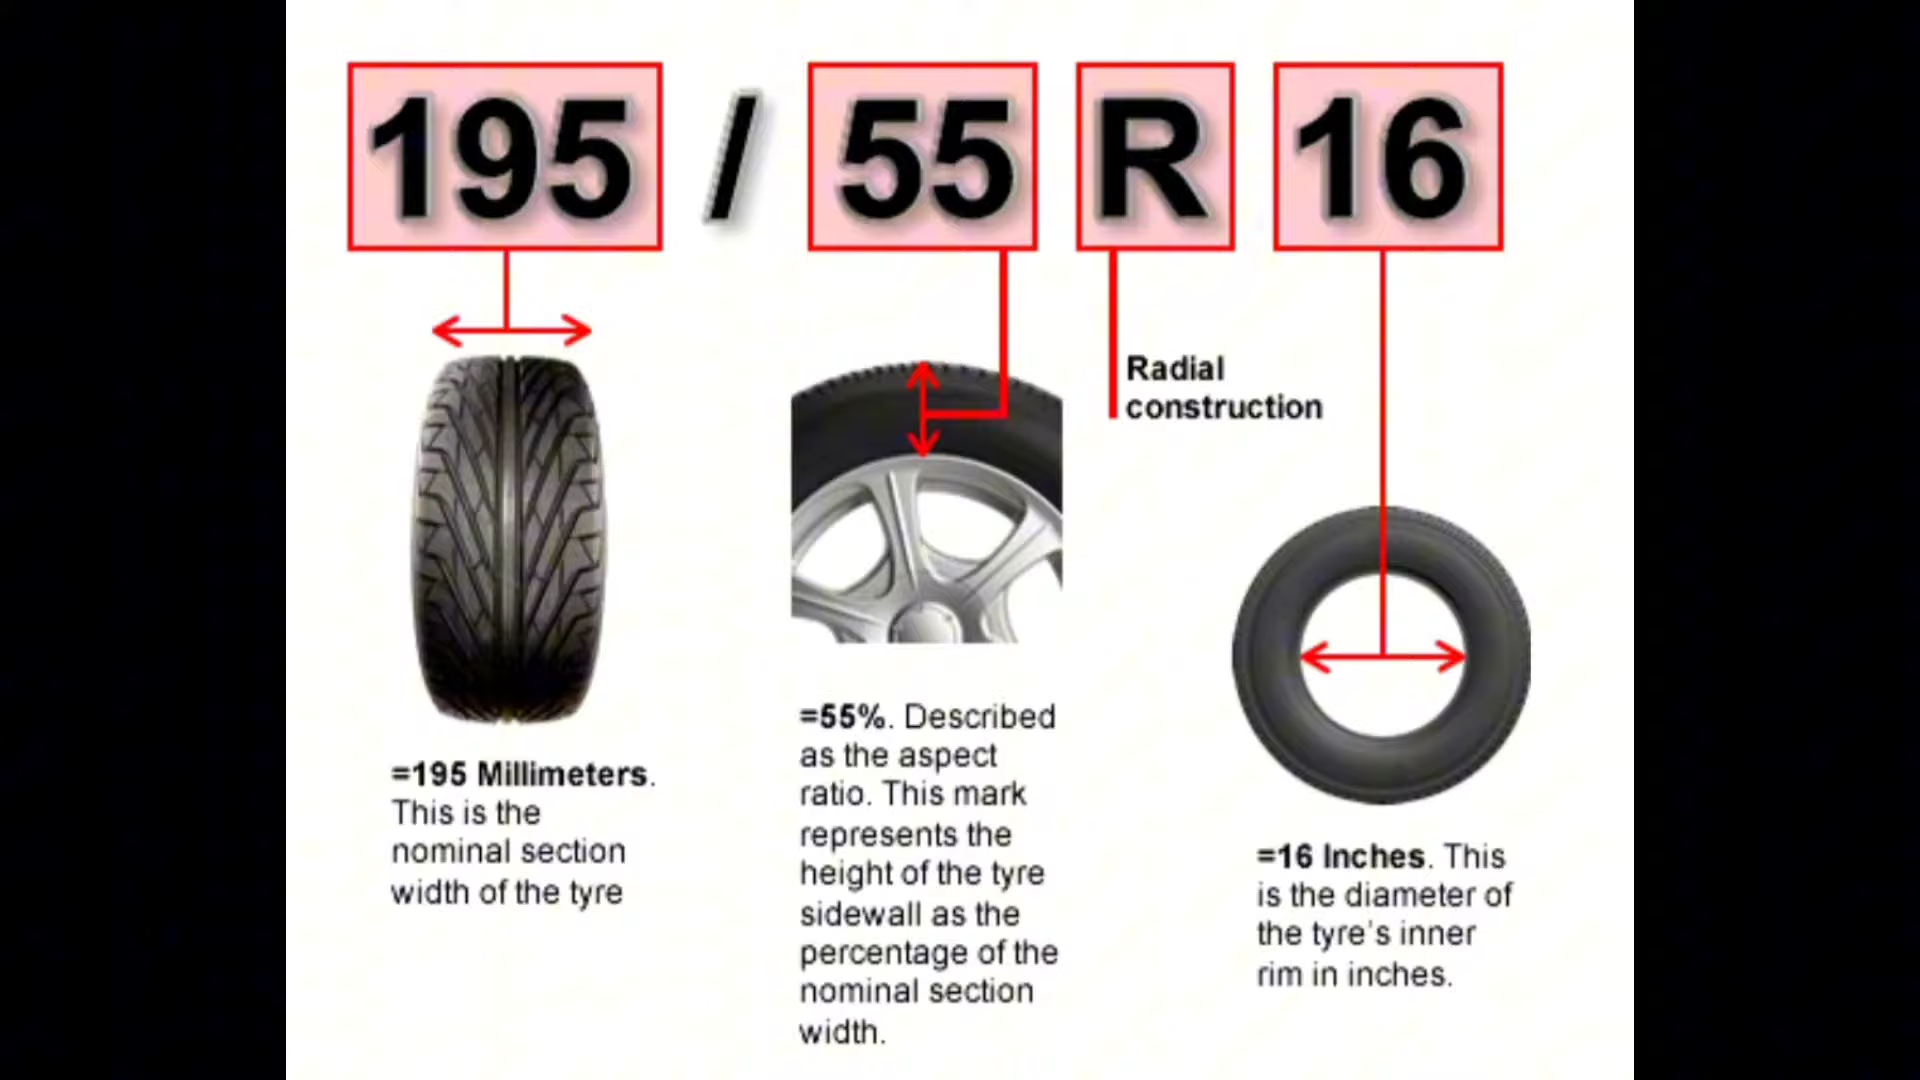 195 / 55 R 16
Radial
construction
=195 Millimeters.
This is the
nominal section
width of the tyre
=55%. Described
as the aspect
ratio. This mark
represents the
height of the tyre
sidewall as the
percentage of the
nominal section
width.
=16 Inches. This
is the diameter of
the tyre's inner
rim in inches.